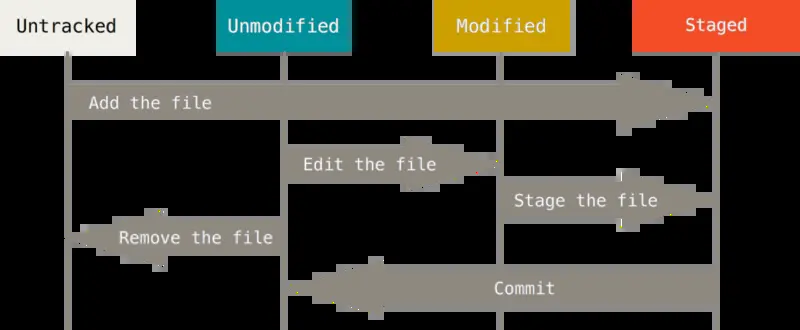 Untracked
Unmodified
Modified
Staged
Add the file
Edit the file
Stage the file
Remove the file
Commit